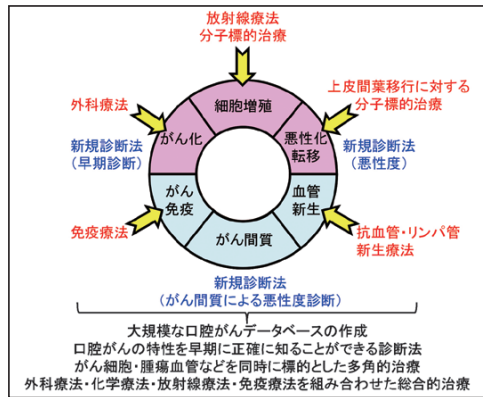 放射線療法
分子標的治療
上皮間葉移行に対する
分子標的治療
外科療法
細胞増殖
がん化
悪性化
転移
新規診断法
(早期診断)
新規診断法
(悪性度)
がん
免疫
血管
新生
免疫療法
がん間質
抗血管・リンパ管
新生療法
新規診断法
(がん間質による悪性度診断)
大規模な口腔がんデータベースの作成
口腔がんの特性を早期に正確に知ることができる診断法
がん細胞・腫瘍血管などを同時に標的とした多角的治療
外科療法・化学療法・放射線療法・免疫療法を組み合わせた総合的治療